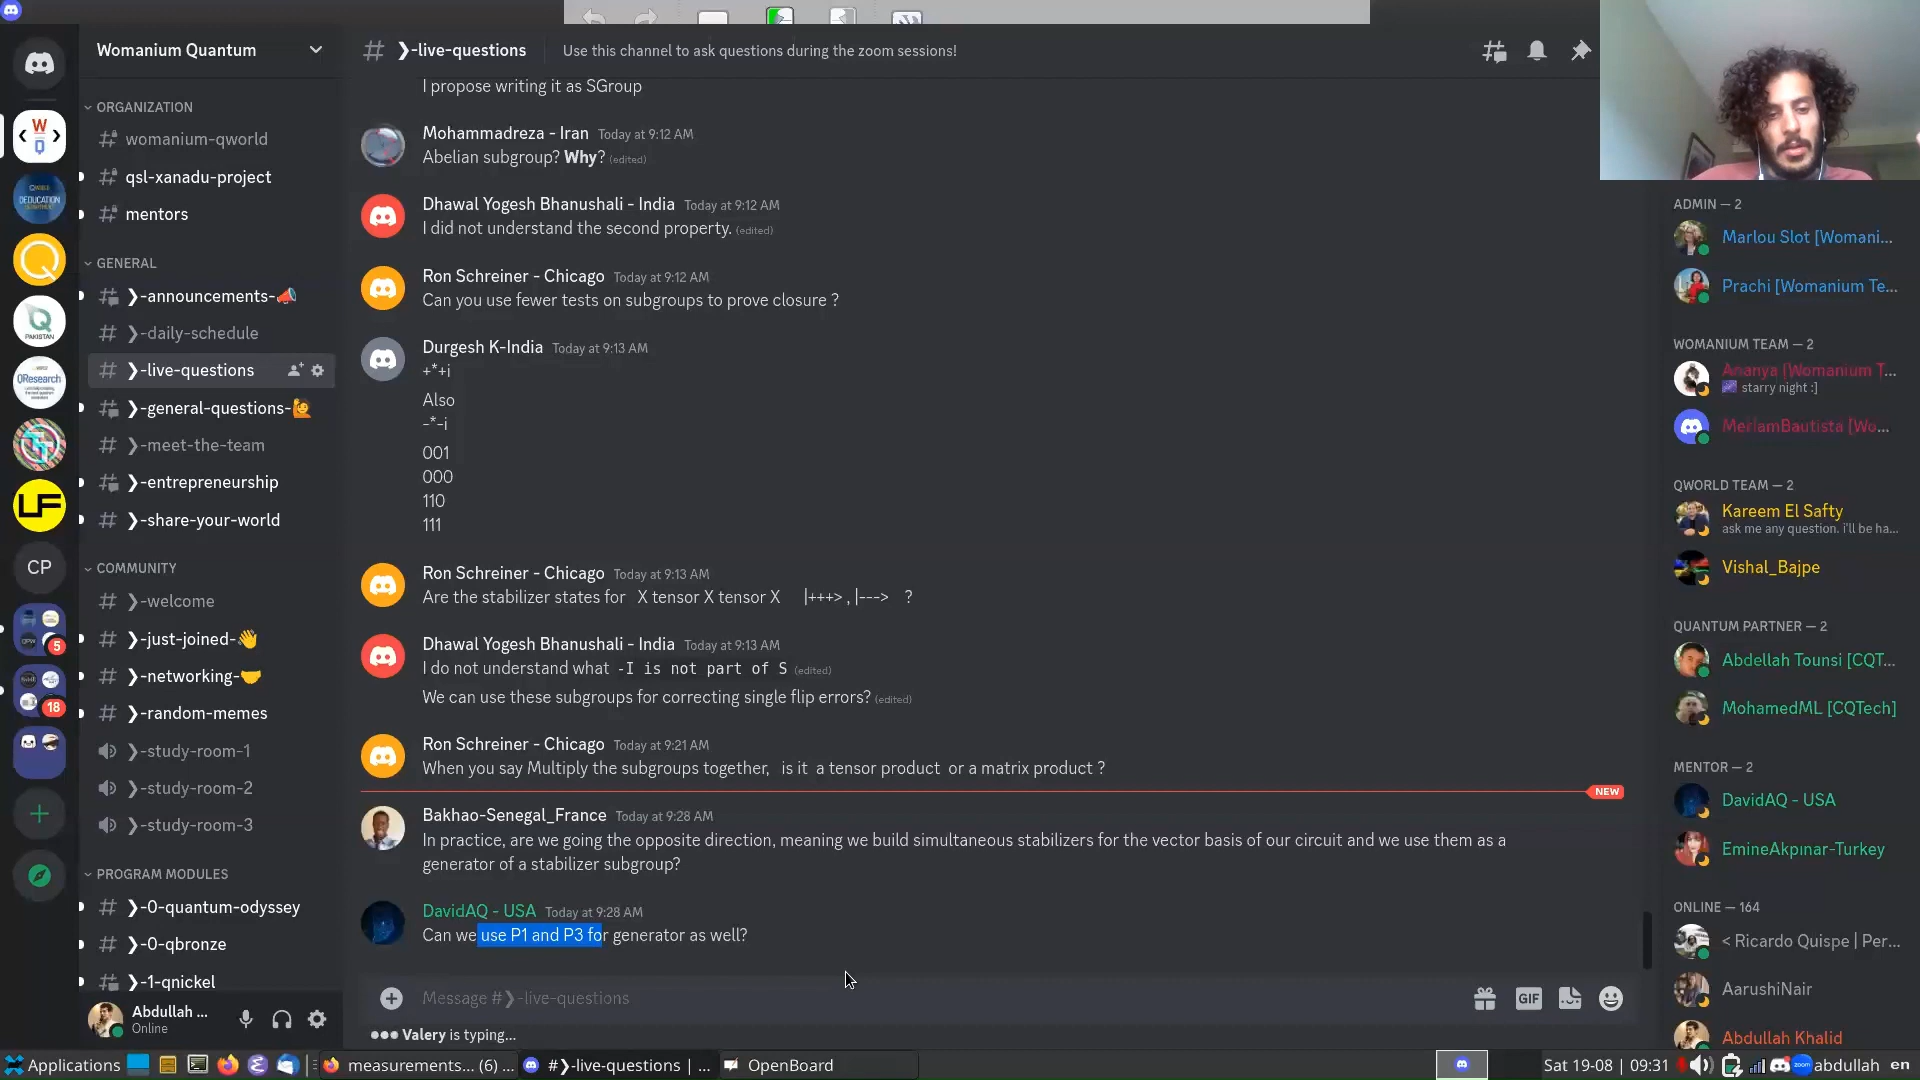 Womanium Quantum
ORGANIZATION
womanium-qworld
qsl-xanadu-project
mentors
GENERAL
❯-announcements-📣
❯-daily-schedule
❯-live-questions
❯-general-questions-🙋
❯-meet-the-team
❯-entrepreneurship
❯-share-your-world
COMMUNITY
❯-welcome
❯-just-joined-👋
❯-networking-🤝
❯-random-memes
❯-study-room-1
❯-study-room-2
❯-study-room-3
PROGRAM MODULES
❯-0-quantum-odyssey
❯-0-qbronze
❯-1-qnickel
Abdullah ...
Online
W
Q
DEDUCATION
Q
PAKISTAN
QResearch
LF
CP
5
18
❯-live-questions
Use this channel to ask questions during the zoom sessions!
I propose writing it as SGroup
Mohammadreza - Iran Today at 9:12 AM
Abelian subgroup? Why? (edited)
Dhawal Yogesh Bhanushali - India Today at 9:12 AM
I did not understand the second property. (edited)
Ron Schreiner - Chicago Today at 9:12 AM
Can you use fewer tests on subgroups to prove closure ?
Durgesh K-India Today at 9:13 AM
+*+i
Also
-*-i
001
000
110
111
Ron Schreiner - Chicago Today at 9:13 AM
Are the stabilizer states for X tensor X tensor X |+++> , |---> ?
Dhawal Yogesh Bhanushali - India Today at 9:13 AM
I do not understand what -I is not part of S (edited)
We can use these subgroups for correcting single flip errors? (edited)
Ron Schreiner - Chicago Today at 9:21 AM
When you say Multiply the subgroups together, is it a tensor product or a matrix product ?
NEW
Bakhao-Senegal_France Today at 9:28 AM
In practice, are we going the opposite direction, meaning we build simultaneous stabilizers for the vector basis of our circuit and we use them as a
generator of a stabilizer subgroup?
DavidAQ - USA Today at 9:28 AM
Can we use P1 and P3 for generator as well?
Message #❯-live-questions
GIF
Valery is typing...
ADMIN — 2
Marlou Slot [Womani...
Prachi [Womanium Te...
WOMANIUM TEAM — 2
Ananya [Womanium T...
starry night :]
MeriamBautista [Wo...
QWORLD TEAM — 2
Kareem El Safty
ask me any question. i'll be ha...
Vishal_Bajpe
QUANTUM PARTNER — 2
Abdellah Tounsi [CQT...
MohamedML [CQTech]
MENTOR — 2
DavidAQ - USA
EmineAkpınar-Turkey
ONLINE — 164
< Ricardo Quispe | Per...
AarushiNair
Abdullah Khalid
Applications
measurements... (6) ...
#❯-live-questions | ...
OpenBoard
Sat 19-08 | 09:31
zoom
abdullah
en